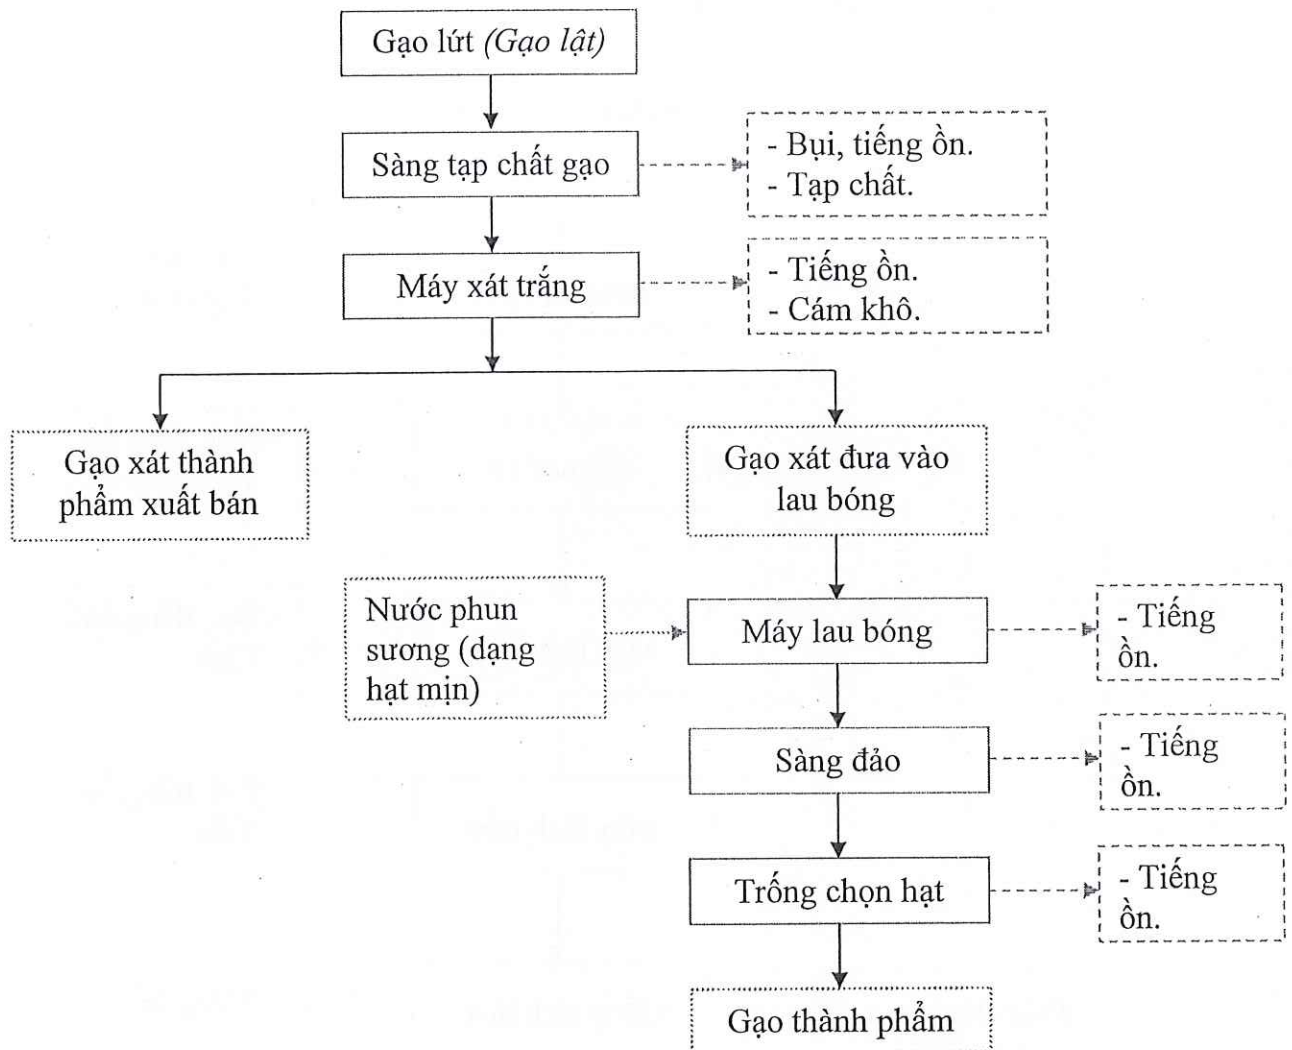 Gạo lứt (Gạo lật)
Sàng tạp chất gạo
- Bụi, tiếng ồn.
- Tạp chất.
Máy xát trắng
- Tiếng ồn.
- Cám khô.
Gạo xát thành
phẩm xuất bán
Gạo xát đưa vào
lau bóng
Nước phun
sương (dạng
hạt mịn)
Máy lau bóng
- Tiếng
ồn.
Sàng đảo
- Tiếng
ồn.
Trống chọn hạt
- Tiếng
ồn.
Gạo thành phẩm